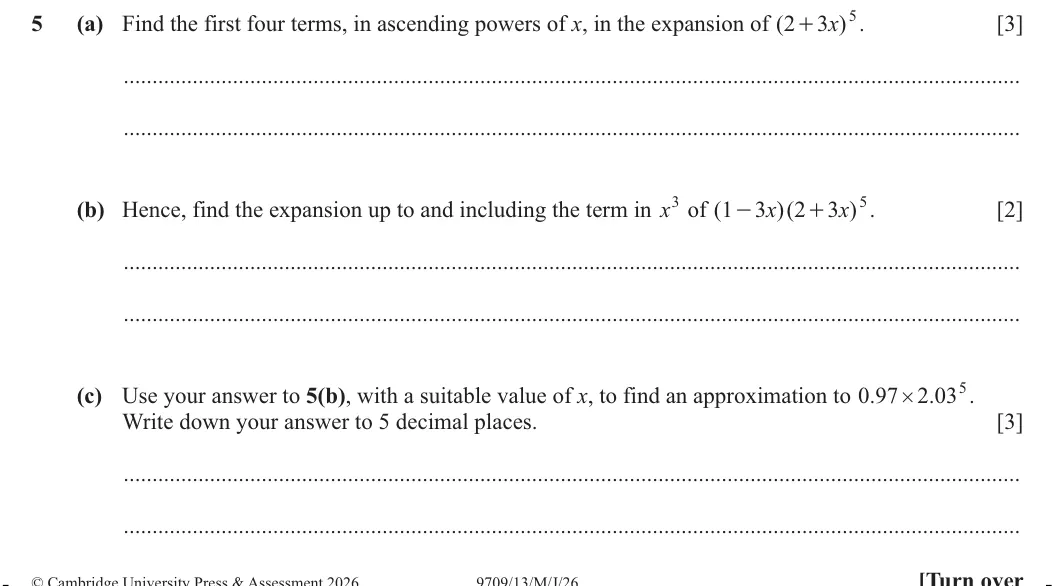 5 (a) Find the first four terms, in ascending powers of x, in the expansion of (2+3x)⁵. [3]
(b) Hence, find the expansion up to and including the term in x³ of (1−3x)(2+3x)⁵. [2]
(c) Use your answer to 5(b), with a suitable value of x, to find an approximation to 0.97×2.03⁵.
Write down your answer to 5 decimal places. [3]
© Cambridge University Press & Assessment 2026 9709/13/M/J/26 [Turn over